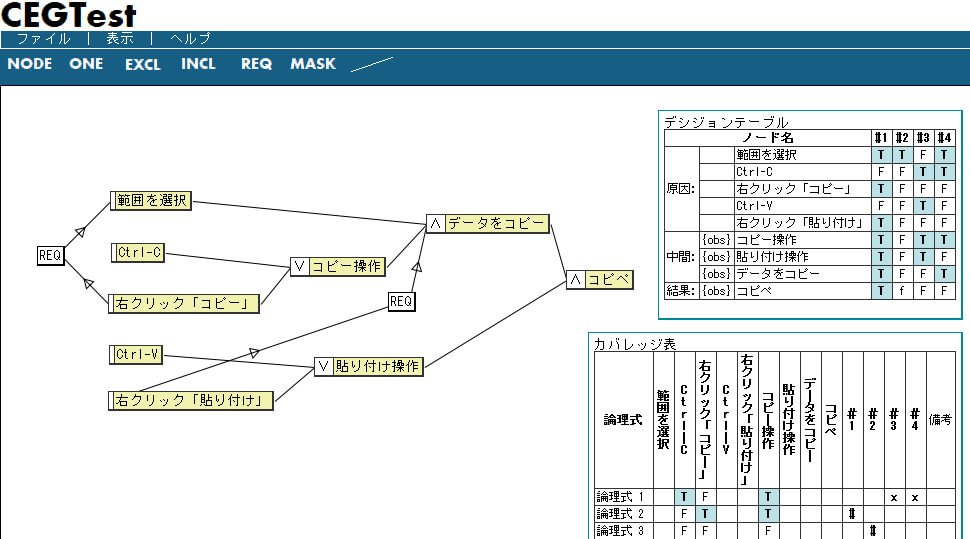 CEGTest
ファイル | 表示 | ヘルプ
NODE ONE EXCL INCL REQ MASK
範囲を選択
データをコピー
REQ
Ctrl-C
∨ コピー操作
∧ データをコピー
∧ コピペ
右クリック「コピー」
REQ
Ctrl-V
∨ 貼り付け操作
右クリック「貼り付け」
デシジョンテーブル
ノード名 #1 #2 #3 #4
原因: 範囲を選択 T T F T
Ctrl-C F F T T
右クリック「コピー」 T F F F
Ctrl-V F F T F
右クリック「貼り付け」 T F F F
中間: {obs} コピー操作 T F T T
{obs} 貼り付け操作 T F T F
{obs} データをコピー T F F T
結果: {obs} コピペ T f F F
カバレッジ表
論理式 範囲を選択 Ctrl-C 右クリック「コピー」 Ctrl-V 右クリック「貼り付け」 コピー操作 貼り付け操作 データをコピー コピペ #1 #2 #3 #4 備考
論理式 1 T F T x x
論理式 2 F T T #
論理式 3 F F F #